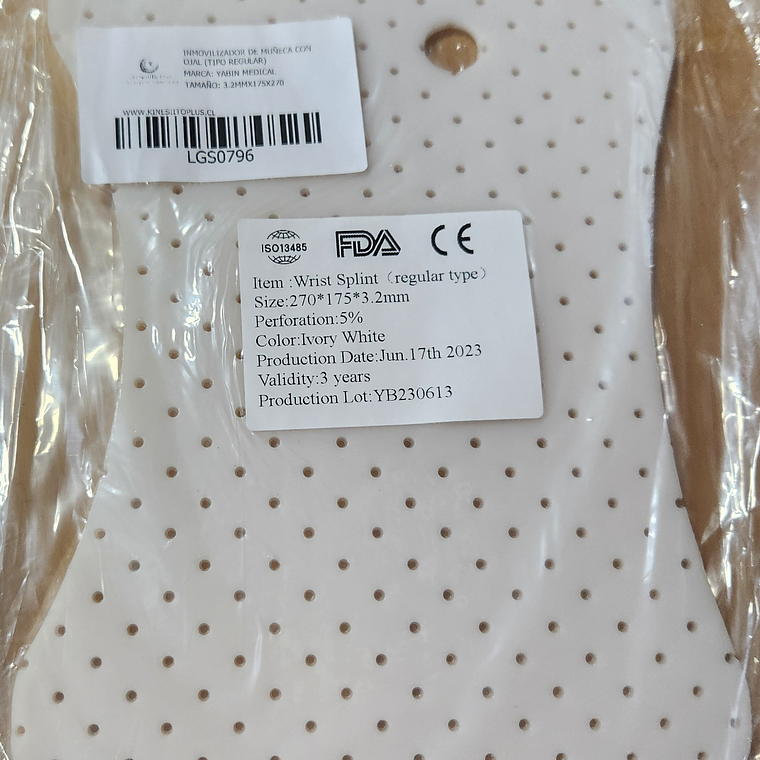 INMOVILIZADOR DE MUÑECA CON
OJAL (TIPO REGULAR)
MARCA: YABIN MEDICAL
TAMAÑO: 3.2MMX175X270
WWW.KINESILTOPLUS.CL
LGS0796
ISO13485 FDA CE
Item :Wrist Splint（regular type）
Size:270*175*3.2mm
Perforation:5%
Color:Ivory White
Production Date:Jun.17th 2023
Validity:3 years
Production Lot:YB230613